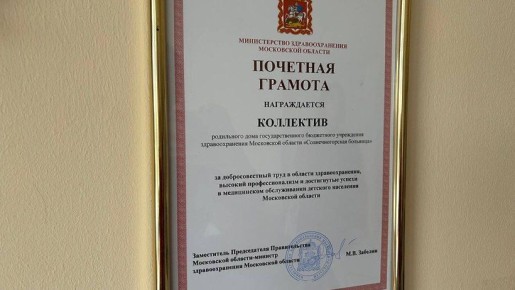 МИНИСТЕРСТВО ЗДРАВООХРАНЕНИЯ
МОСКОВСКОЙ ОБЛАСТИ
ПОЧЕТНАЯ
ГРАМОТА
НАГРАЖДАЕТСЯ
КОЛЛЕКТИВ
родильного дома государственного бюджетного учреждения
здравоохранения Московской области «Солнечногорская больница»
за добросовестный труд в области здравоохранения,
высокий профессионализм и достигнутые успехи
в медицинском обслуживании детского населения
Московской области
Заместитель Председателя Правительства
Московской области-министр
здравоохранения Московской области
М.В. Забелин